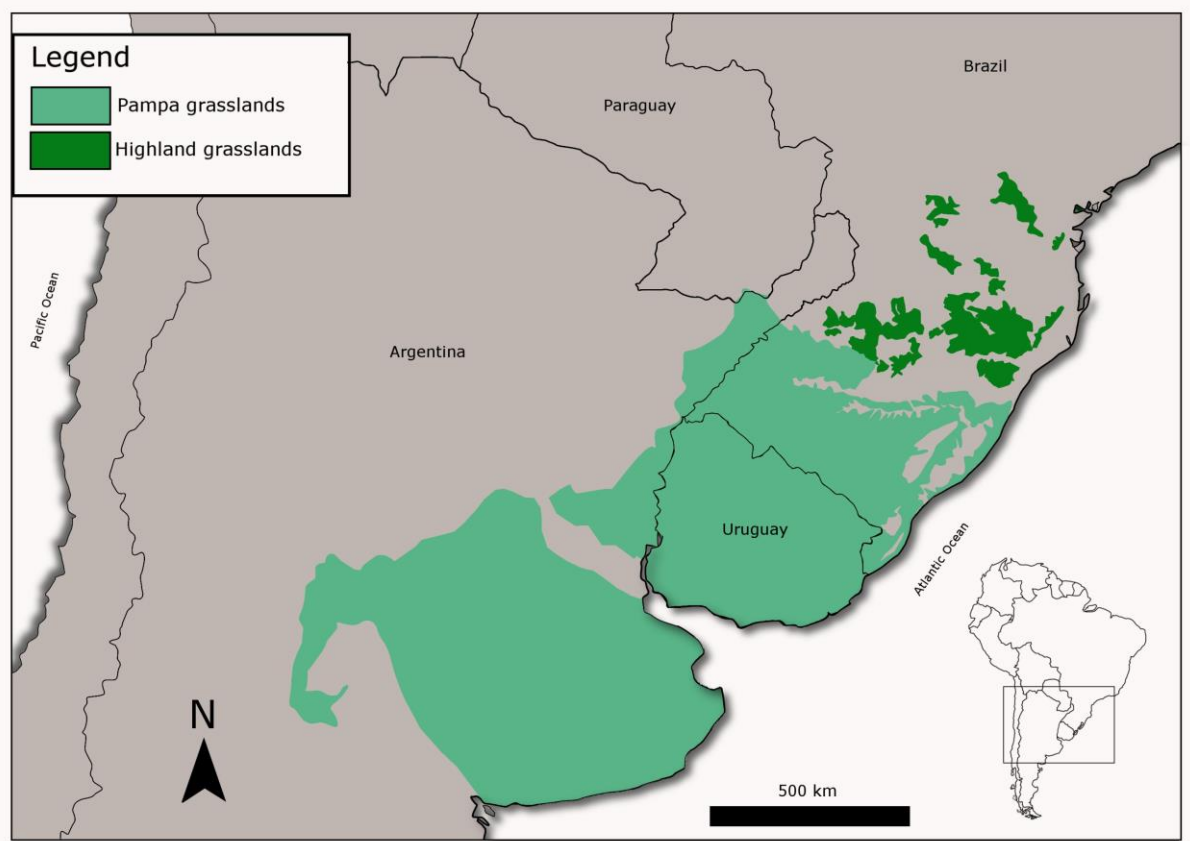 Legend
Pampa grasslands
Highland grasslands
Brazil
Paraguay
Pacific Ocean
Argentina
Uruguay
Atlantic Ocean
N
500 km